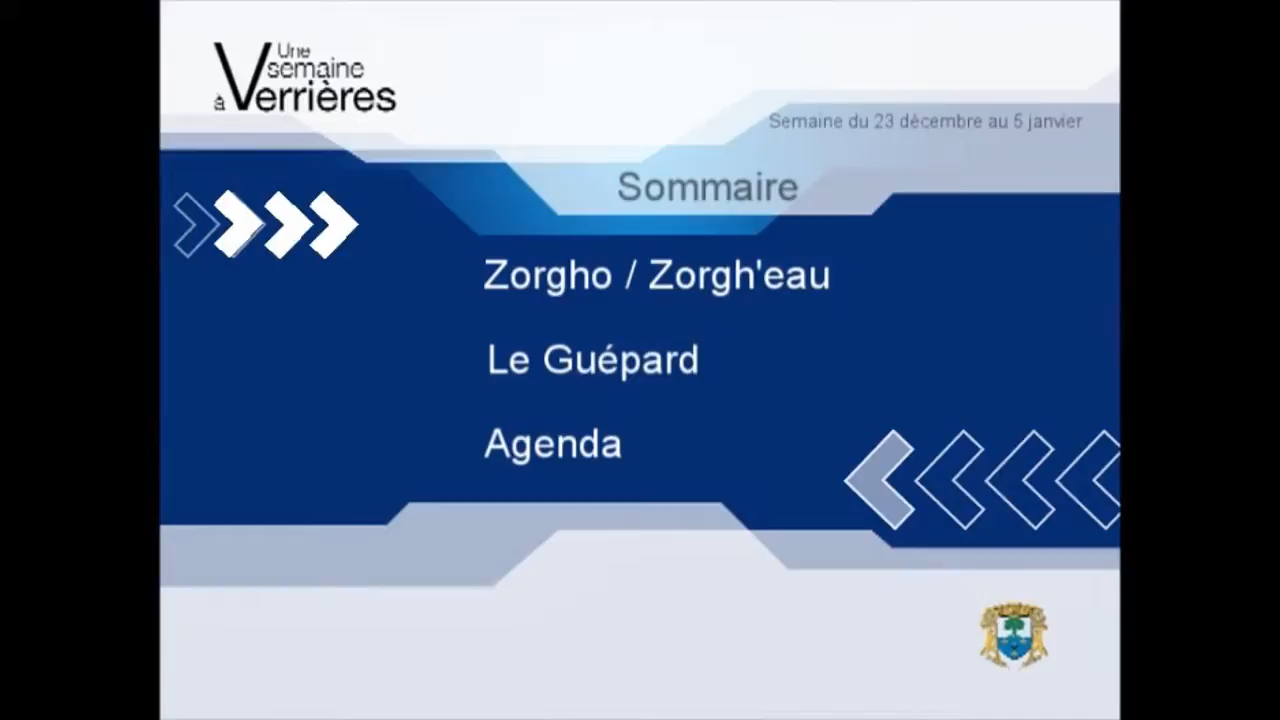 Une
semaine
à Verrières
Semaine du 23 décembre au 5 janvier
Sommaire
Zorgho / Zorgh'eau
Le Guépard
Agenda